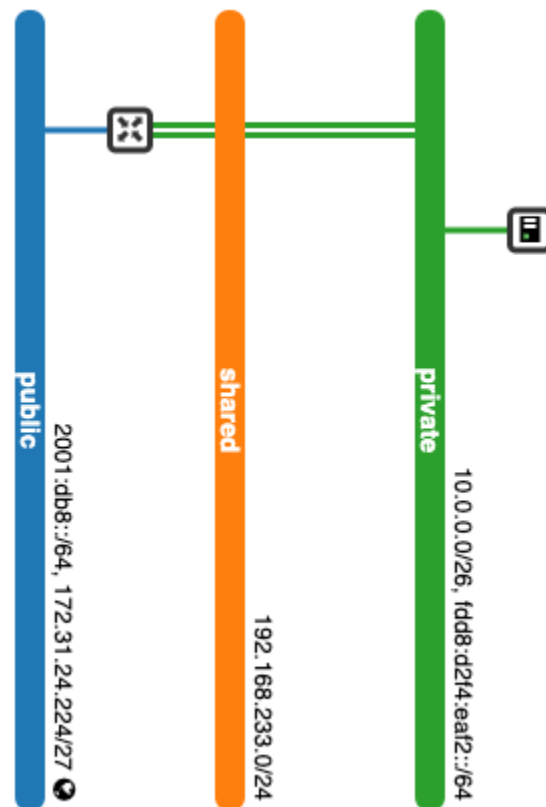 public
2001:db8::/64, 172.31.24.224/27
shared
192.168.233.0/24
private
10.0.0.0/26, fdd8:d2f4:eaf2::/64